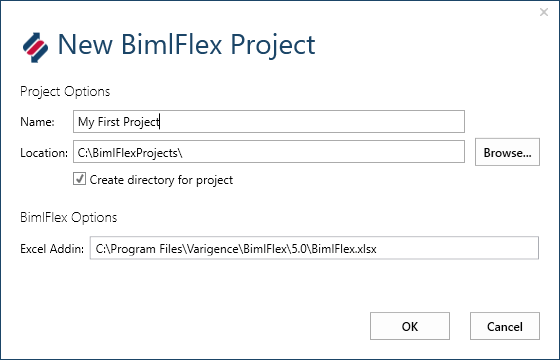 New BimlFlex Project
Project Options
Name: My First Project
Location: C:\BimlFlexProjects\ Browse...
Create directory for project
BimlFlex Options
Excel Addin: C:\Program Files\Varigence\BimlFlex\5.0\BimlFlex.xlsx
OK Cancel